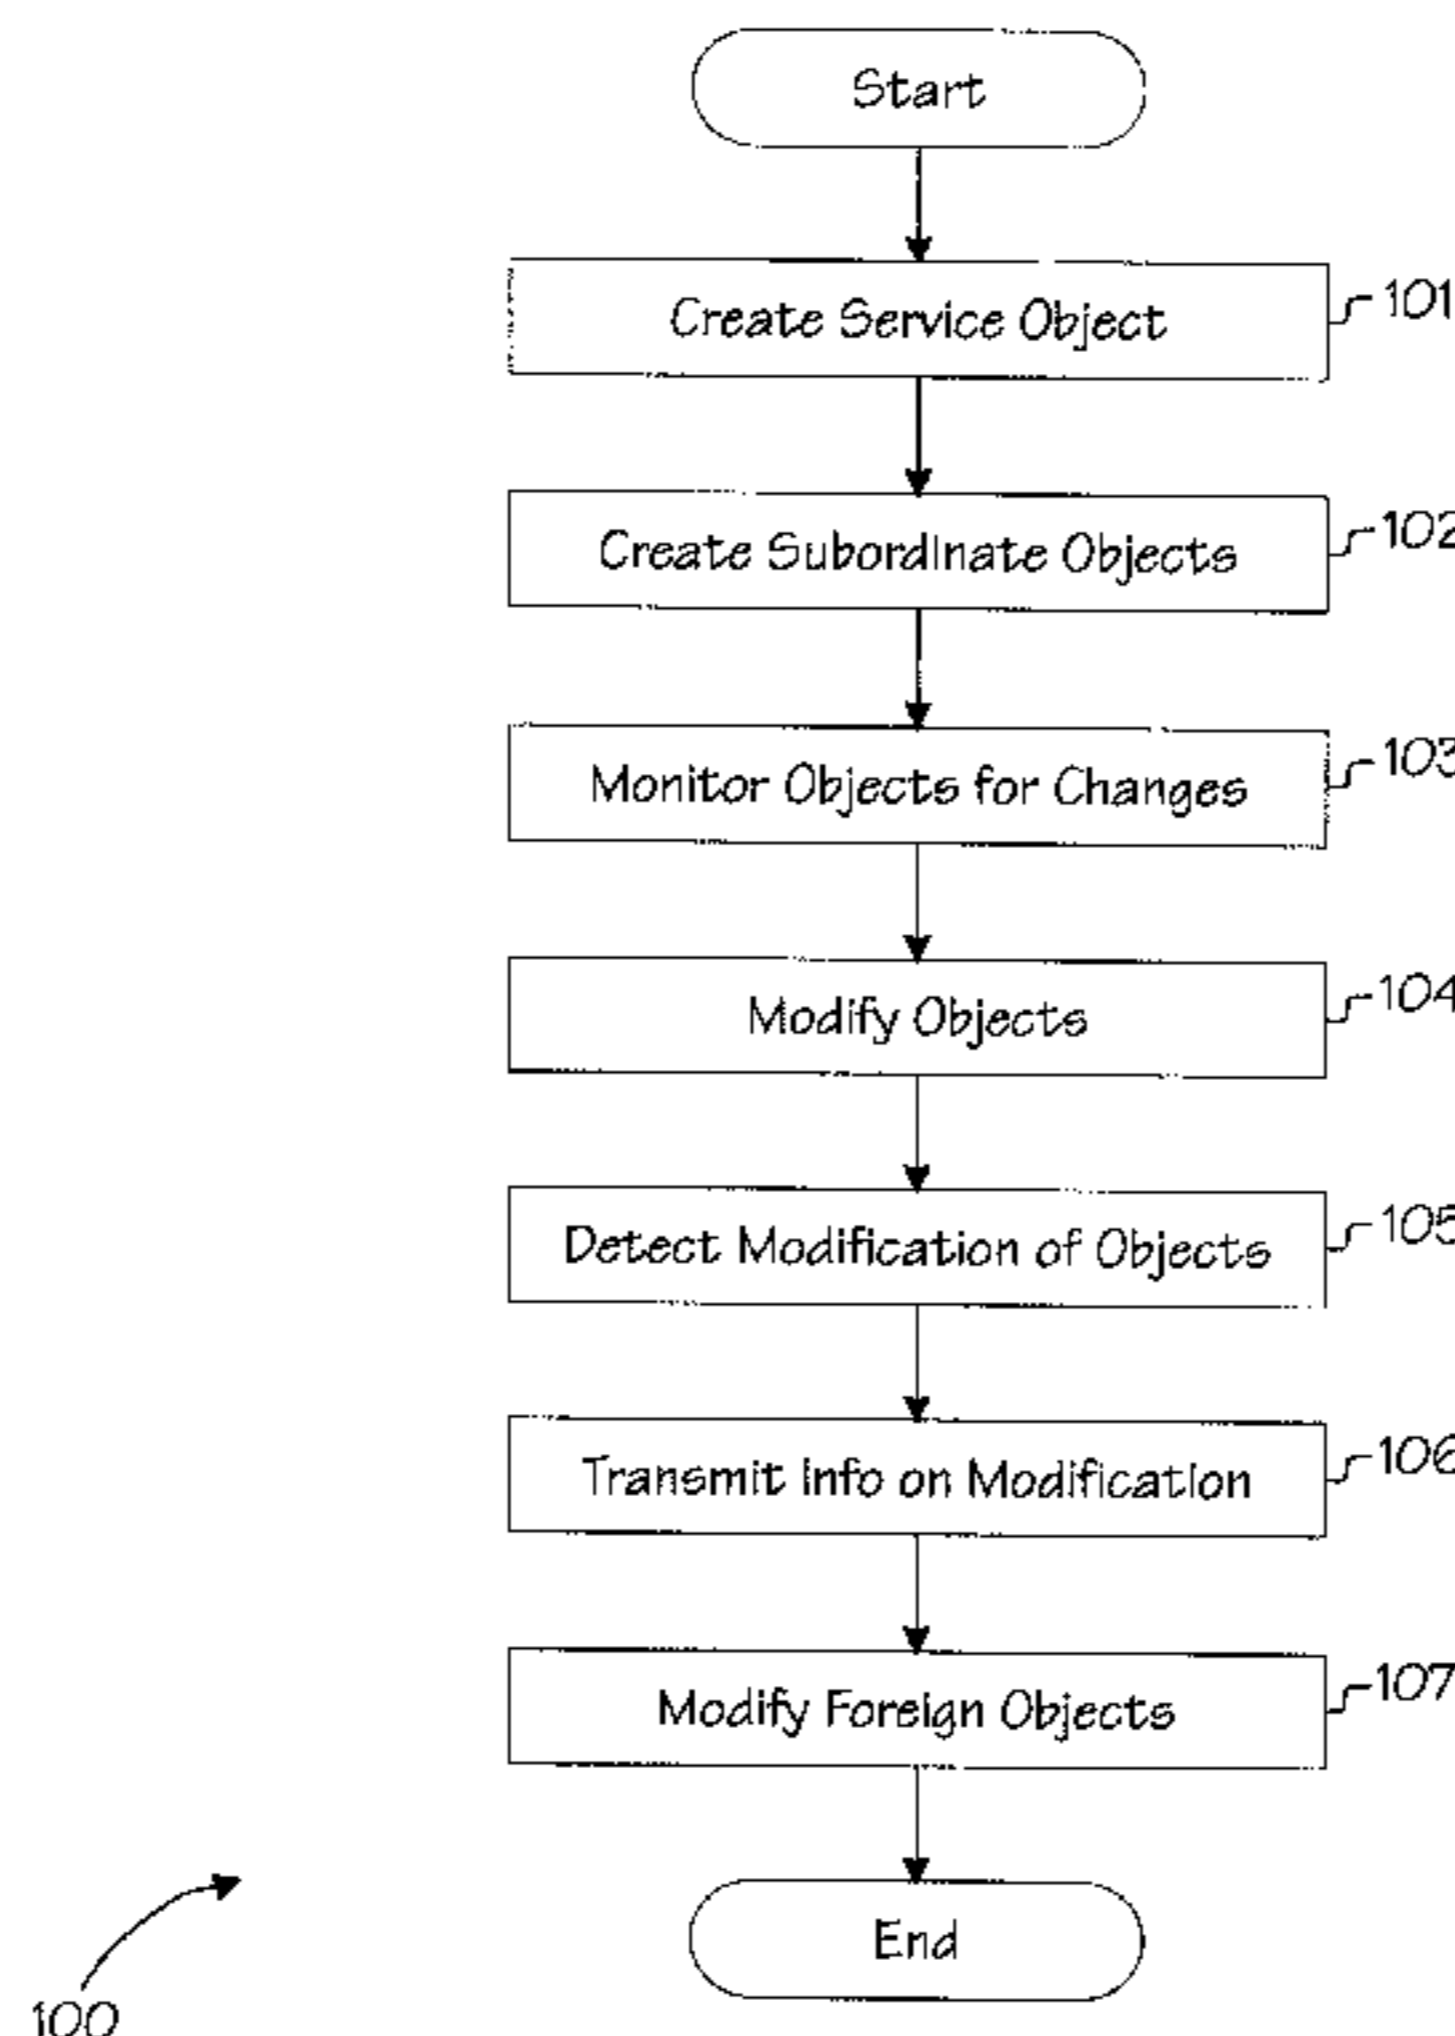 Start
Create Service Object
101
Create Subordinate Objects
102
Monitor Objects for Changes
103
Modify Objects
104
Detect Modification of Objects
105
Transmit Info on Modification
106
Modify Foreign Objects
107
End
100